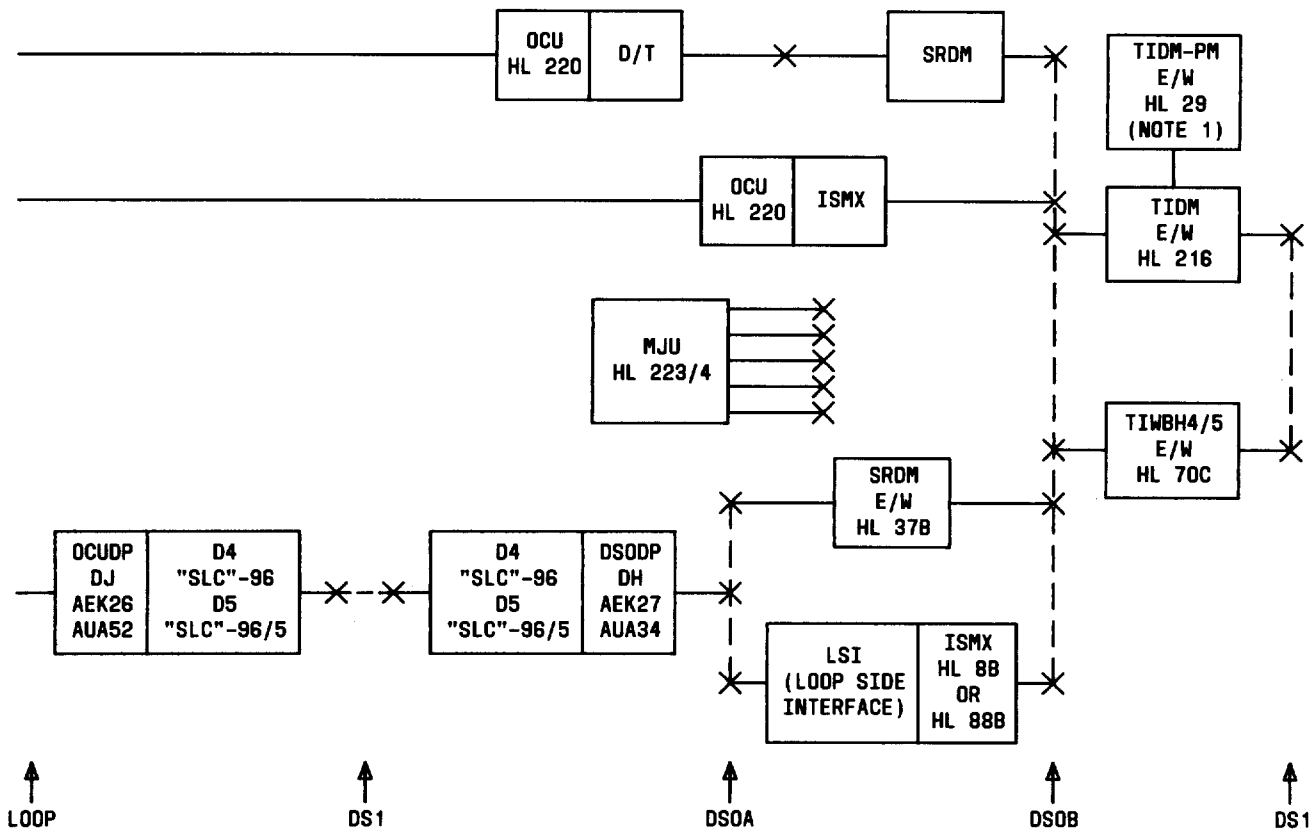 OCU
HL 220
D/T
SRDM
TIDM-PM
E/W
HL 29
(NOTE 1)
OCU
HL 220
ISMX
TIDM
E/W
HL 216
MJU
HL 223/4
TIWBH4/5
E/W
HL 70C
SRDM
E/W
HL 37B
OCUDP
DJ
AEK26
AUA52
D4
"SLC"-96
D5
"SLC"-96/5
D4
"SLC"-96
D5
"SLC"-96/5
DSODP
DH
AEK27
AUA34
LSI
(LOOP SIDE
INTERFACE)
ISMX
HL 8B
OR
HL 88B
LOOP
DS1
DSOA
DSOB
DS1